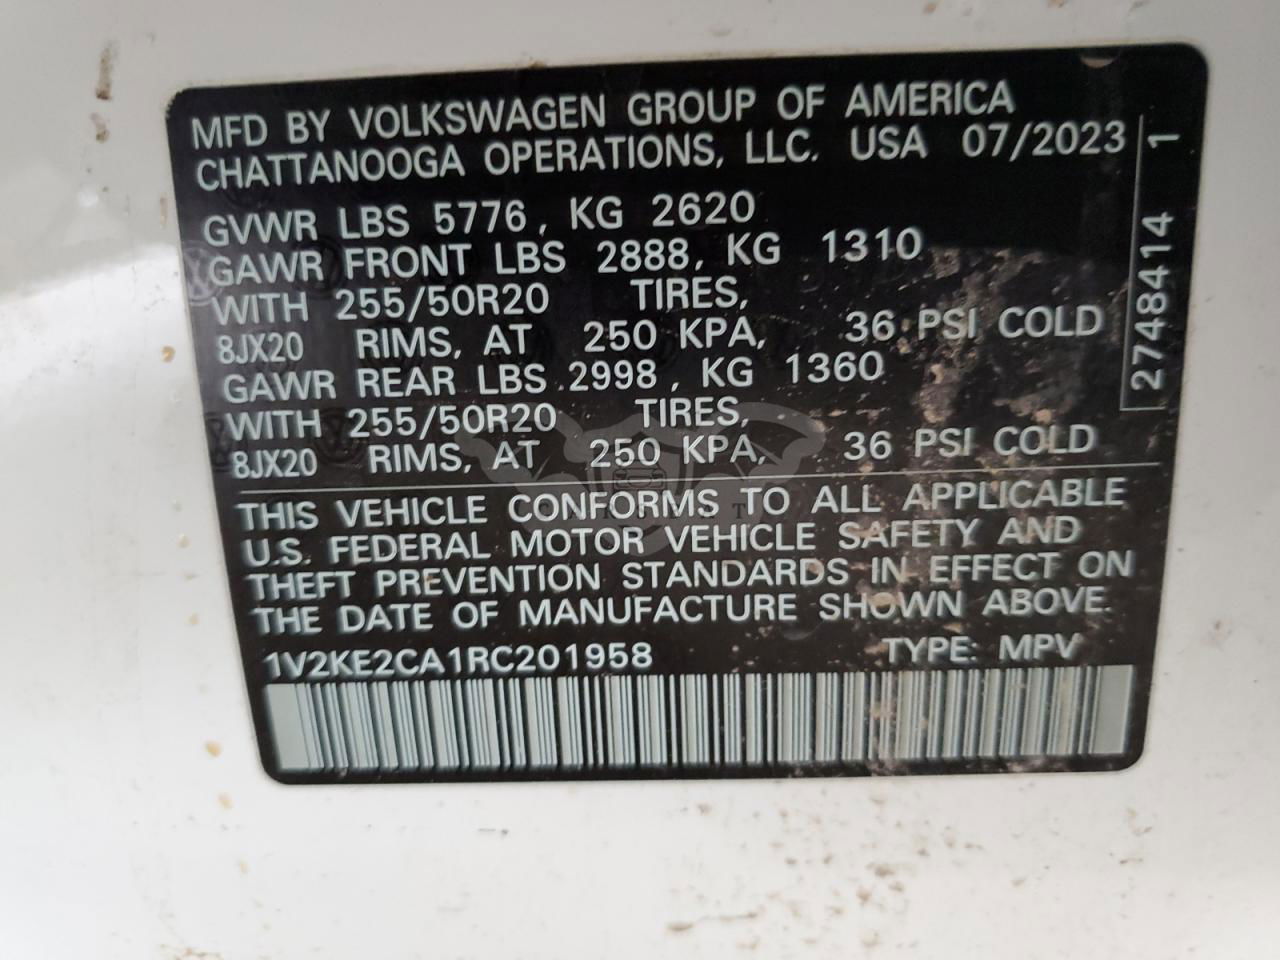 MFD BY VOLKSWAGEN GROUP OF AMERICA
CHATTANOOGA OPERATIONS, LLC. USA 07/2023
GVWR LBS 5776, KG 2620
GAWR FRONT LBS 2888, KG 1310
WITH 255/50R20 TIRES,
8JX20 RIMS, AT 250 KPA, 36 PSI COLD
GAWR REAR LBS 2998, KG 1360
WITH 255/50R20 TIRES,
8JX20 RIMS, AT 250 KPA, 36 PSI COLD
THIS VEHICLE CONFORMS TO ALL APPLICABLE
U.S. FEDERAL MOTOR VEHICLE SAFETY AND
THEFT PREVENTION STANDARDS IN EFFECT ON
THE DATE OF MANUFACTURE SHOWN ABOVE.
1V2KE2CA1RC201958 TYPE: MPV
2748414 1